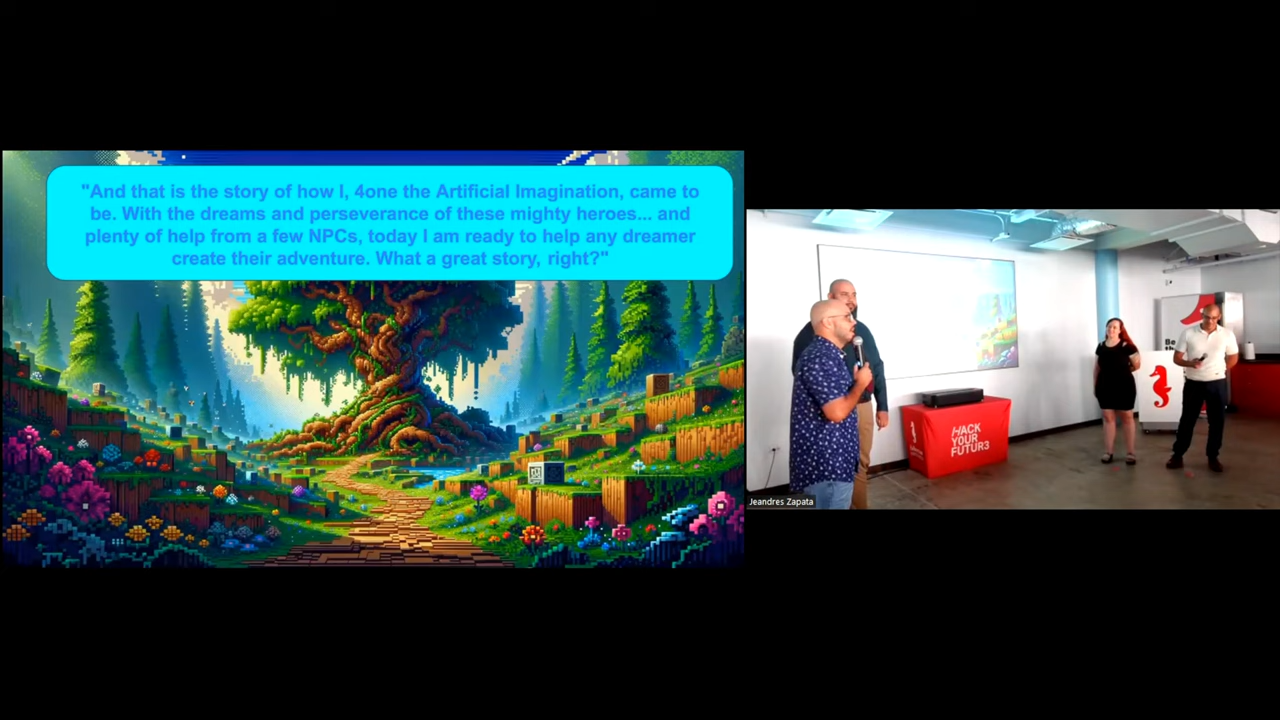 "And that is the story of how I, 4one the Artificial Imagination, came to
be. With the dreams and perseverance of these mighty heroes... and
plenty of help from a few NPCs, today I am ready to help any dreamer
create their adventure. What a great story, right?"
HACK
YOUR
FUTUR3
Jeandres Zapata